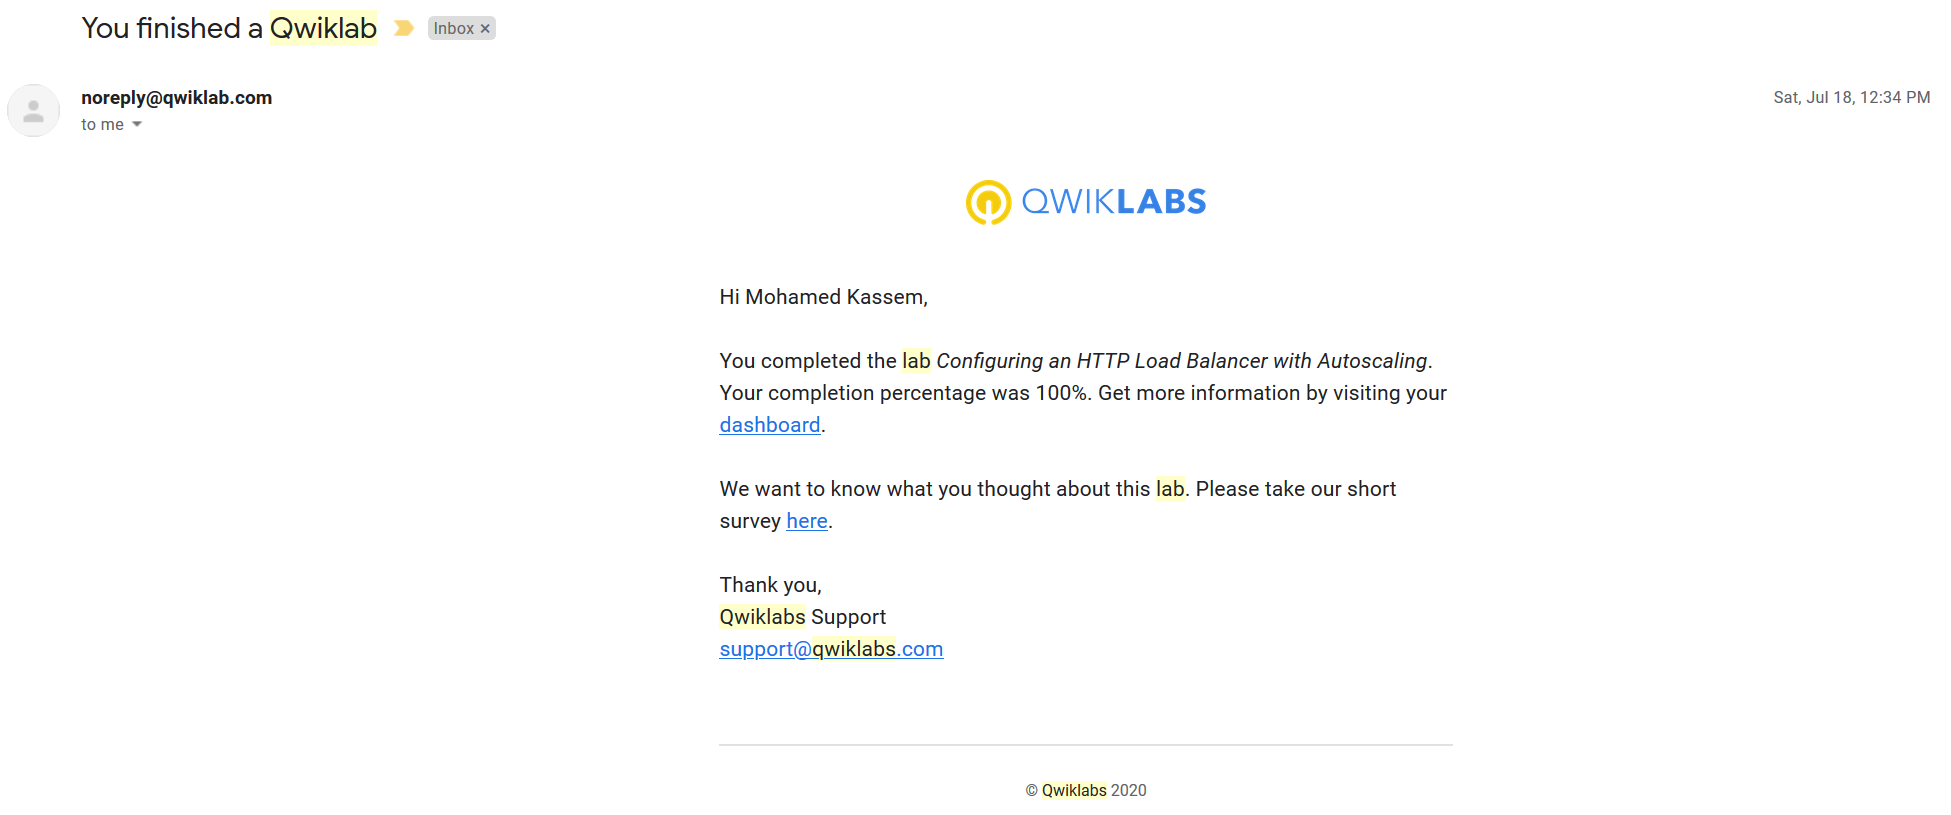 You finished a Qwiklab Inbox ×
noreply@qwiklab.com Sat, Jul 18, 12:34 PM
to me
QWIKLABS
Hi Mohamed Kassem,
You completed the lab Configuring an HTTP Load Balancer with Autoscaling.
Your completion percentage was 100%. Get more information by visiting your
dashboard.
We want to know what you thought about this lab. Please take our short
survey here.
Thank you,
Qwiklabs Support
support@qwiklabs.com
© Qwiklabs 2020